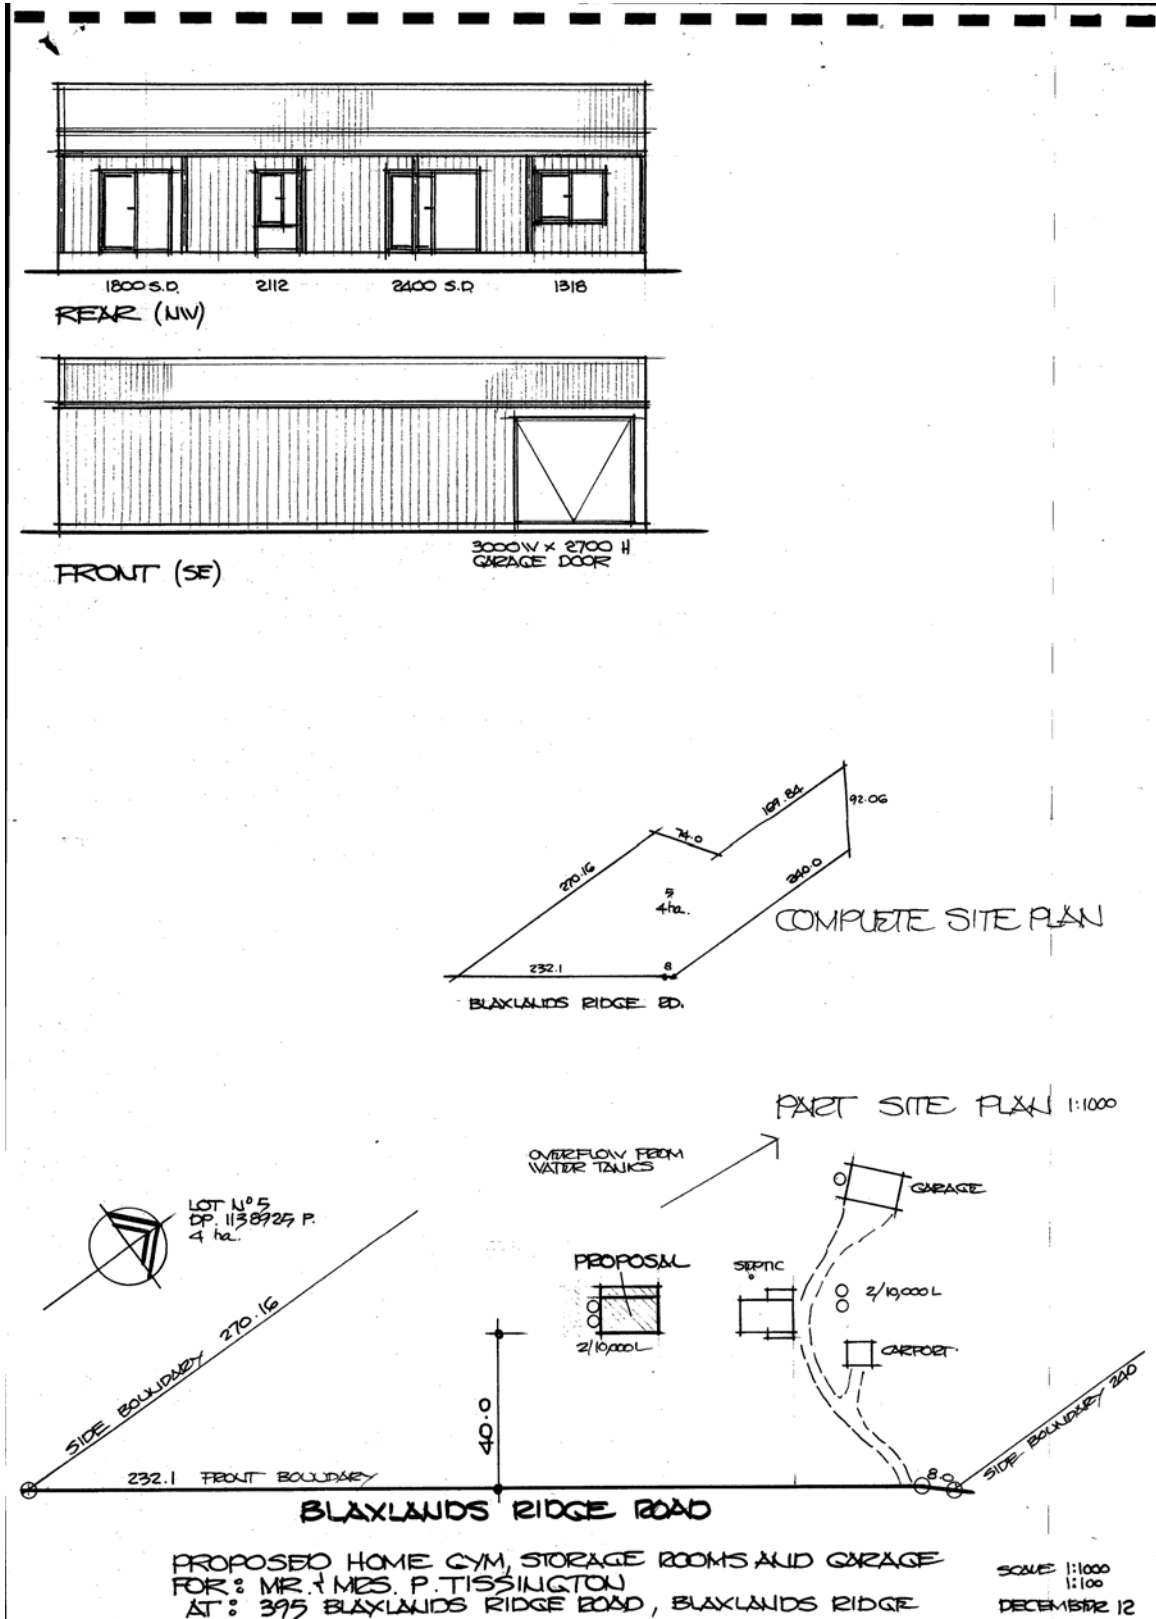 1800 S.D. 2112 2400 S.D. 1318
REAR (NW)
3000W × 2700 H
GARAGE DOOR
FRONT (SE)
169.84
92.06
74.0
270.16
240.0
5
4ha.
COMPLETE SITE PLAN
232.1 8
BLAXLANDS RIDGE RD.
PART SITE PLAN 1:1000
OVERFLOW FROM
WATER TANKS
GARAGE
LOT Nº 5
DP. 1138925 P.
4 ha.
PROPOSAL
SEPTIC
2/10,000L
2/10,000L
CARPORT
SIDE BOUNDARY 270.16
40.0
SIDE BOUNDARY 240
232.1 FRONT BOUNDARY
8.0
BLAXLANDS RIDGE ROAD
PROPOSED HOME GYM, STORAGE ROOMS AND GARAGE
FOR: MR. & MRS. P. TISSINGTON
AT: 395 BLAXLANDS RIDGE ROAD, BLAXLANDS RIDGE
SCALE 1:1000
1:100
DECEMBER 12